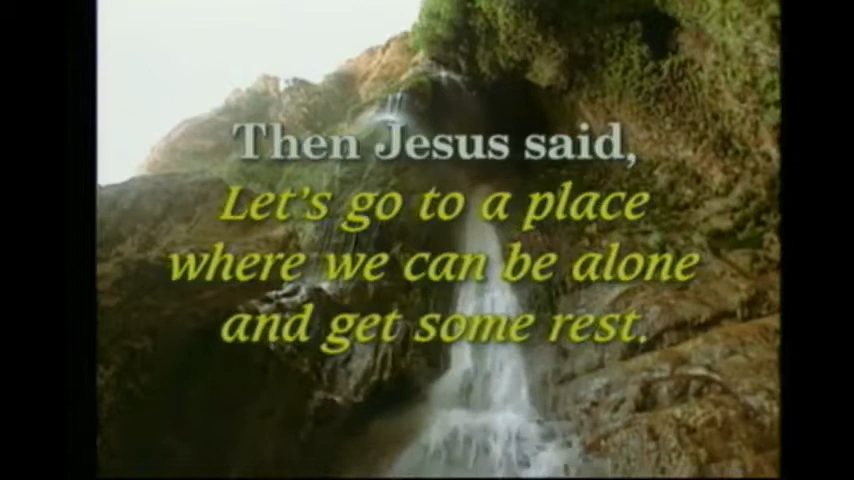 Then Jesus said,
Let's go to a place
where we can be alone
and get some rest.